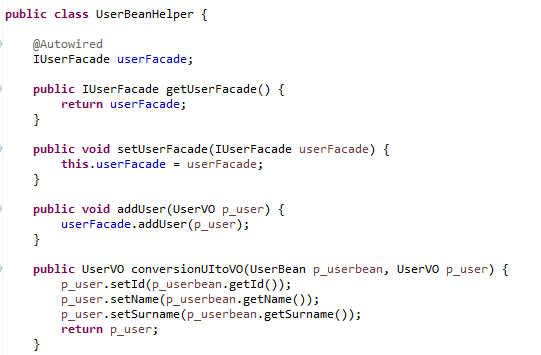 public class UserBeanHelper {
@Autowired
IUserFacade userFacade;
public IUserFacade getUserFacade() {
return userFacade;
}
public void setUserFacade(IUserFacade userFacade) {
this.userFacade = userFacade;
}
public void addUser(UserVO p_user) {
userFacade.addUser(p_user);
}
public UserVO conversionUItoVO(UserBean p_userbean, UserVO p_user) {
p_user.setId(p_userbean.getId());
p_user.setName(p_userbean.getName());
p_user.setSurname(p_userbean.getSurname());
return p_user;
}